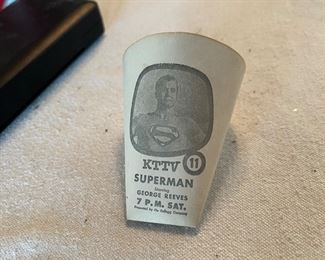 KTTV 11
SUPERMAN
Starring
GEORGE REEVES
7 P.M. SAT.
Presented by the Kellogg Company